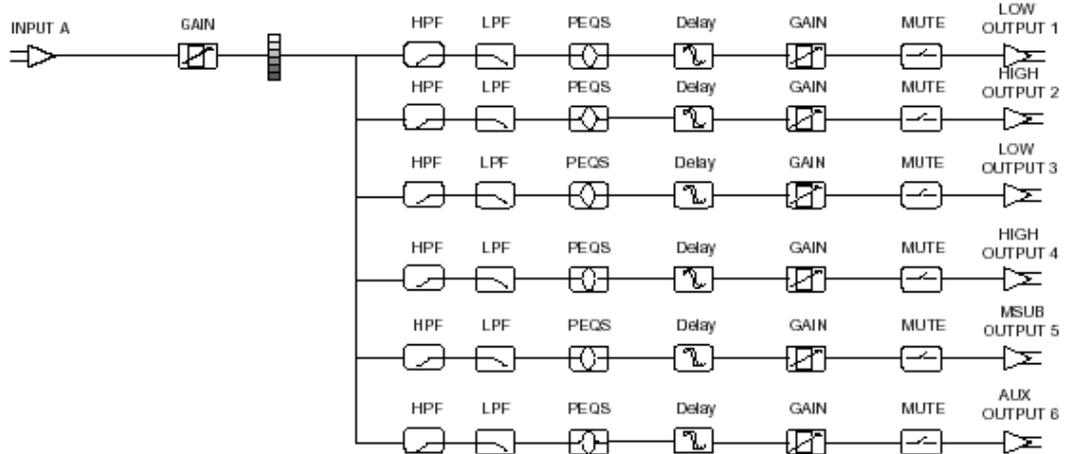 LOW
INPUT A GAIN HPF LPF PEQS Delay GAIN MUTE OUTPUT 1
HIGH
HPF LPF PEQS Delay GAIN MUTE OUTPUT 2
LOW
HPF LPF PEQS Delay GAIN MUTE OUTPUT 3
HIGH
HPF LPF PEQS Delay GAIN MUTE OUTPUT 4
MSUB
HPF LPF PEQS Delay GAIN MUTE OUTPUT 5
AUX
HPF LPF PEQS Delay GAIN MUTE OUTPUT 6